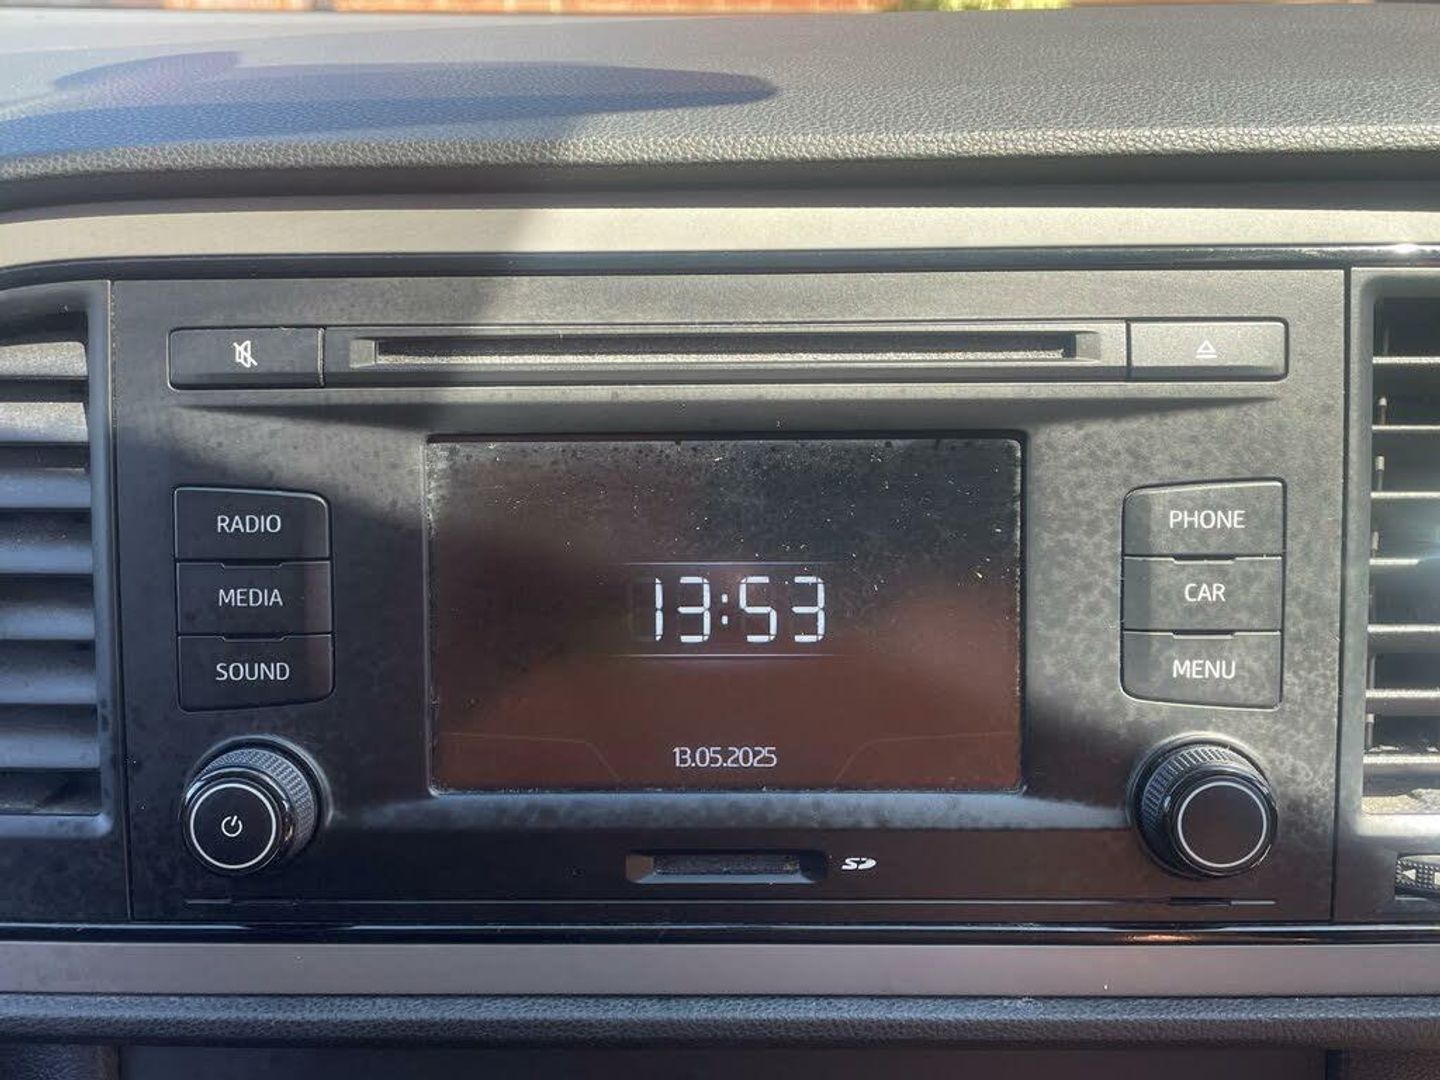 RADIO
MEDIA
SOUND
13:53
13.05.2025
PHONE
CAR
MENU
SD